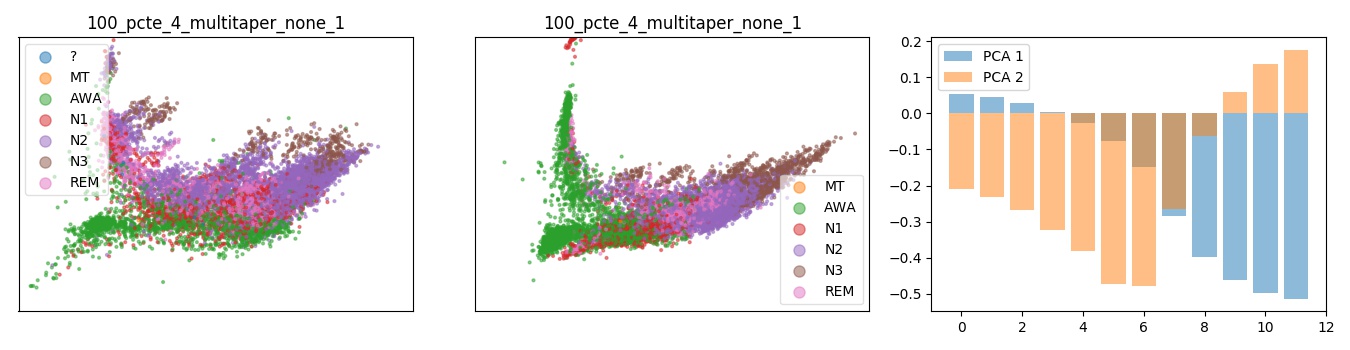 100_pcte_4_multitaper_none_1
?
MT
AWA
N1
N2
N3
REM
100_pcte_4_multitaper_none_1
MT
AWA
N1
N2
N3
REM
PCA 1
PCA 2
0.2
0.1
0.0
−0.1
−0.2
−0.3
−0.4
−0.5
0 2 4 6 8 10 12